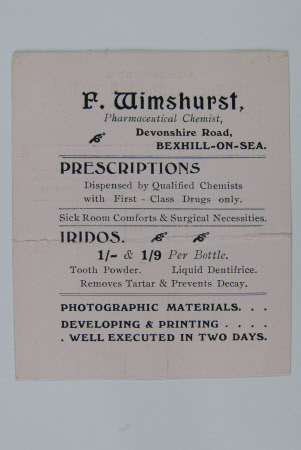 F. Wimshurst,
Pharmaceutical Chemist,
Devonshire Road,
BEXHILL-ON-SEA.
PRESCRIPTIONS
Dispensed by Qualified Chemists
with First - Class Drugs only.
Sick Room Comforts & Surgical Necessities.
IRIDOS.
1/- & 1/9 Per Bottle.
Tooth Powder. Liquid Dentifrice.
Removes Tartar & Prevents Decay.
PHOTOGRAPHIC MATERIALS. . .
DEVELOPING & PRINTING . . . .
. WELL EXECUTED IN TWO DAYS.